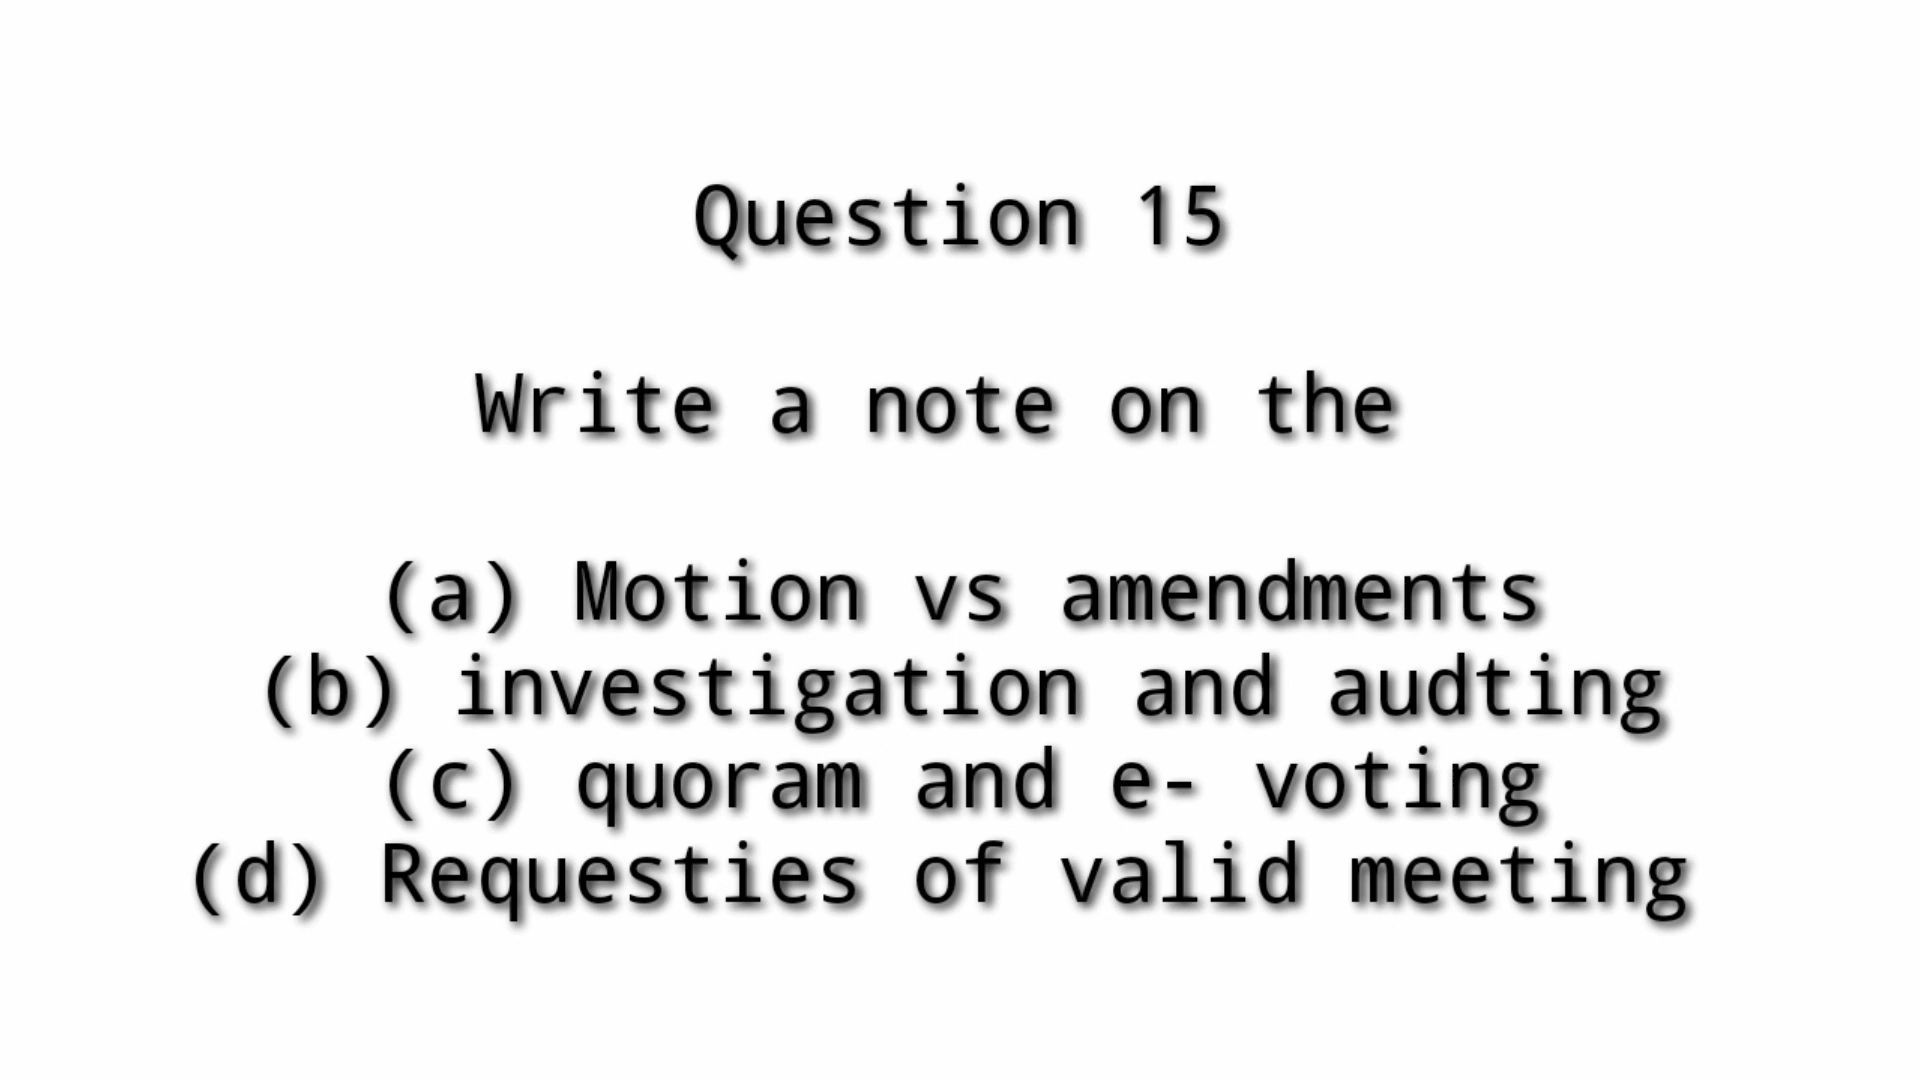 Question 15
Write a note on the
(a) Motion vs amendments
(b) investigation and audting
(c) quoram and e- voting
(d) Requesties of valid meeting